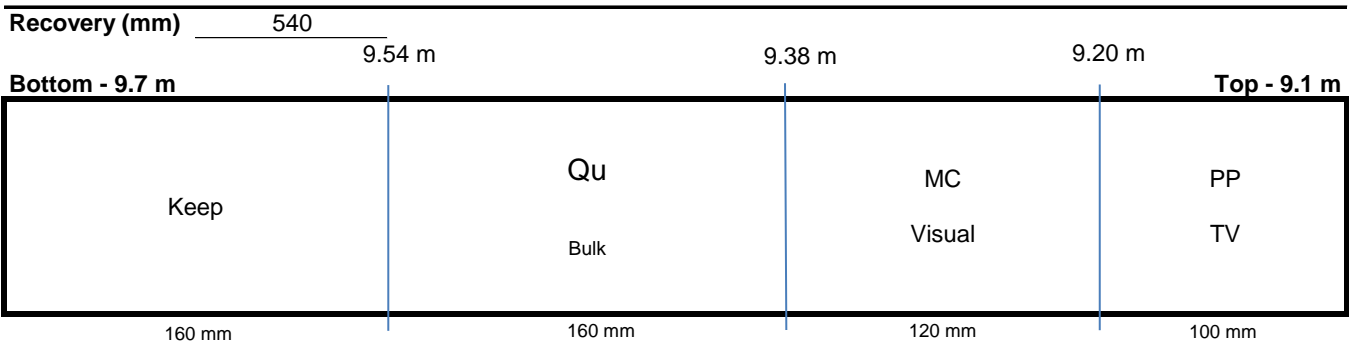 Recovery (mm) 540
9.54 m 9.38 m 9.20 m
Bottom - 9.7 m Top - 9.1 m
Qu MC PP
Keep
Visual TV
Bulk
160 mm 160 mm 120 mm 100 mm